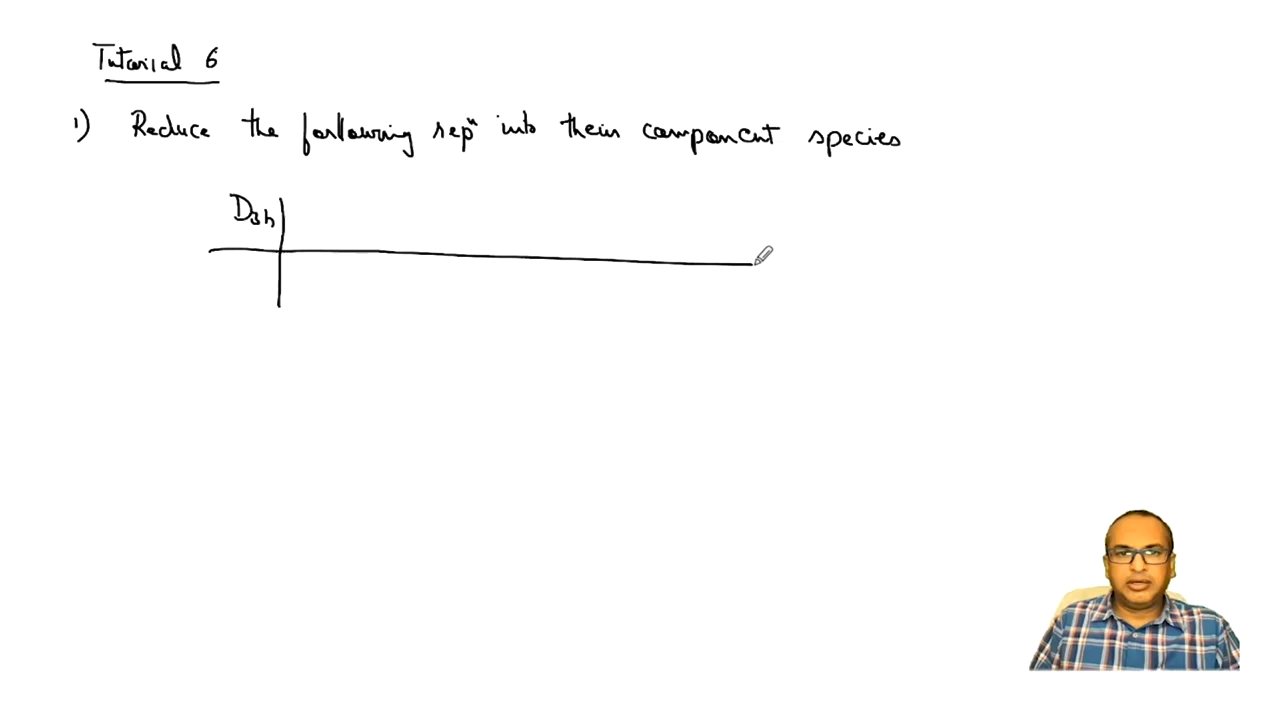 Tutorial 6
1) Reduce the following repⁿ into their component species
D₃h